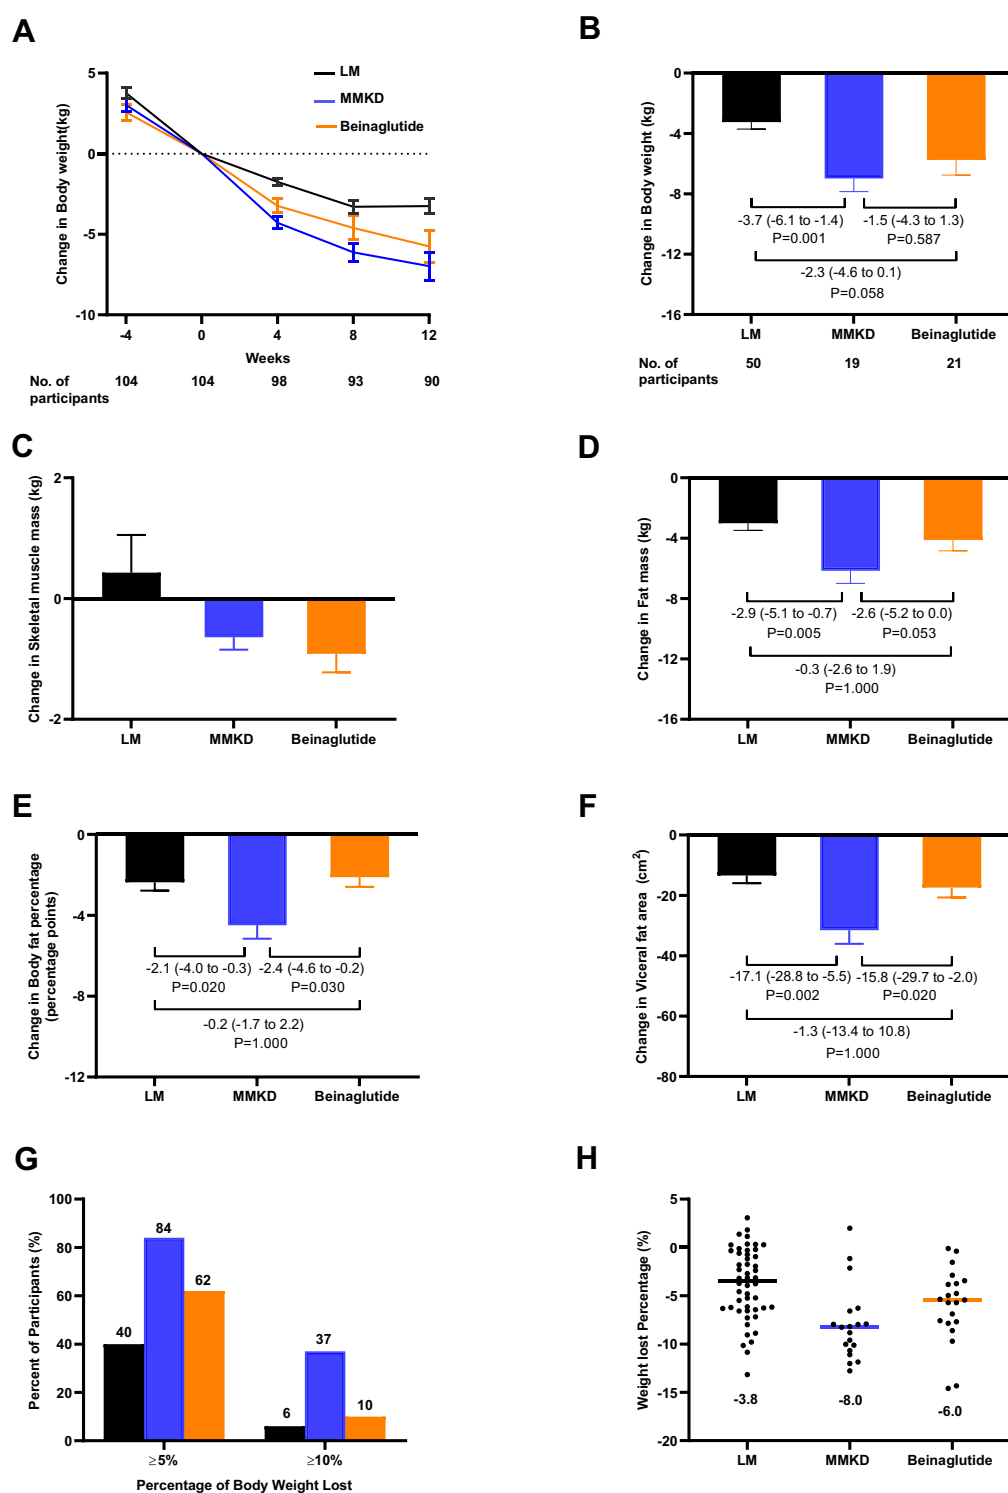 A
5
0
-5
-10
Change in Body weight(kg)
LM
MMKD
Beinaglutide
-4 0 4 8 12
Weeks
No. of participants 104 104 98 93 90
B
0
-4
-8
-12
-16
Change in Body weight(kg)
-3.7 (-6.1 to -1.4) -1.5 (-4.3 to 1.3)
P=0.001 P=0.587
-2.3 (-4.6 to 0.1)
P=0.058
LM MMKD Beinaglutide
No. of participants 50 19 21
C
2
0
-2
Change in Skeletal muscle mass (kg)
LM MMKD Beinaglutide
D
0
-4
-8
-12
-16
Change in Fat mass (kg)
-2.9 (-5.1 to -0.7) -2.6 (-5.2 to 0.0)
P=0.005 P=0.053
-0.3 (-2.6 to 1.9)
P=1.000
LM MMKD Beinaglutide
E
0
-4
-8
-12
Change in Body fat percentage
(percentage points)
-2.1 (-4.0 to -0.3) -2.4 (-4.6 to -0.2)
P=0.020 P=0.030
-0.2 (-1.7 to 2.2)
P=1.000
LM MMKD Beinaglutide
F
0
-20
-40
-60
-80
Change in Viceral fat area (cm²)
-17.1 (-28.8 to -5.5) -15.8 (-29.7 to -2.0)
P=0.002 P=0.020
-1.3 (-13.4 to 10.8)
P=1.000
LM MMKD Beinaglutide
G
100
80
60
40
20
0
Percent of Participants (%)
40 84 62 6 37 10
≥5% ≥10%
Percentage of Body Weight Lost
H
5
0
-5
-10
-15
-20
Weight lost Percentage (%)
-3.8 -8.0 -6.0
LM MMKD Beinaglutide